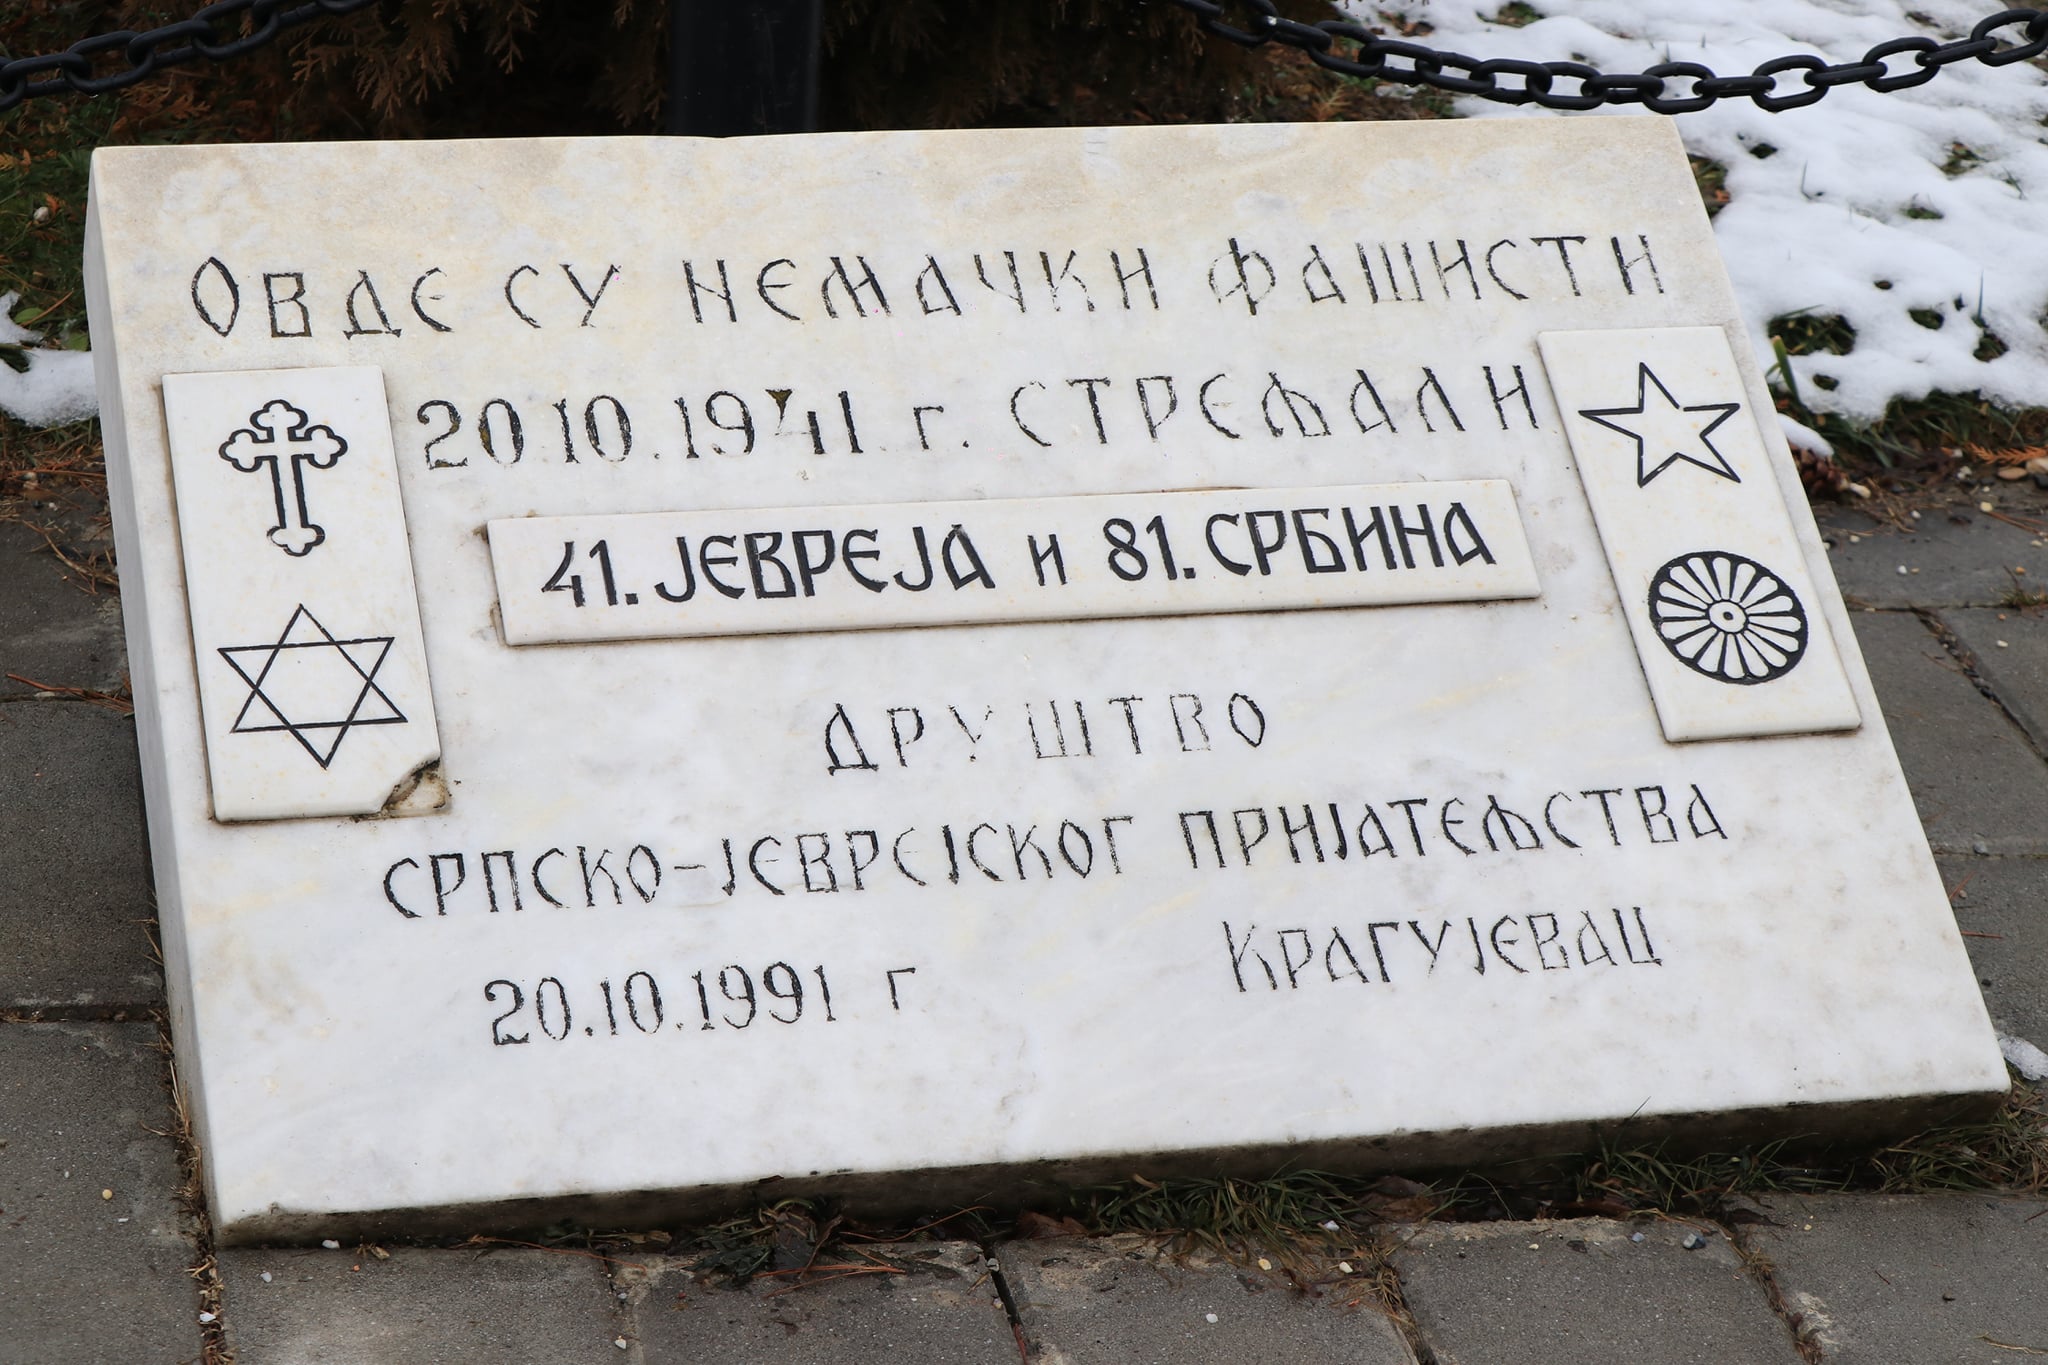 ОВДЕ СУ НЕМАЧКИ ФАШИСТИ
20.10.1941. г. СТРЕЉАЛИ
41. ЈЕВРЕЈА И 81. СРБИНА
ДРУШТВО
СРПСКО-ЈЕВРЕЈСКОГ ПРИЈАТЕЉСТВА
20.10.1991 г. КРАГУЈЕВАЦ